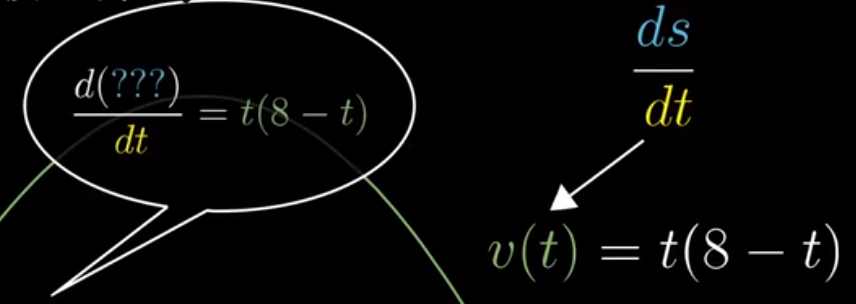 d(???)
dt
= t(8 − t)
ds
dt
v(t) = t(8 − t)